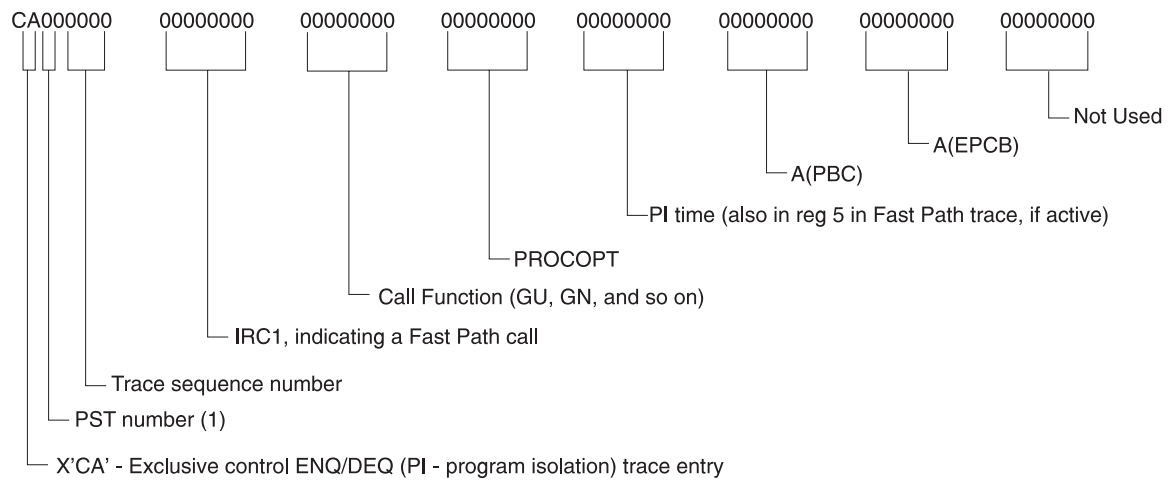 CA000000 00000000 00000000 00000000 00000000 00000000 00000000 00000000
Not Used
A(EPCB)
A(PBC)
PI time (also in reg 5 in Fast Path trace, if active)
PROCOPT
Call Function (GU, GN, and so on)
IRC1, indicating a Fast Path call
Trace sequence number
PST number (1)
X'CA' - Exclusive control ENQ/DEQ (PI - program isolation) trace entry